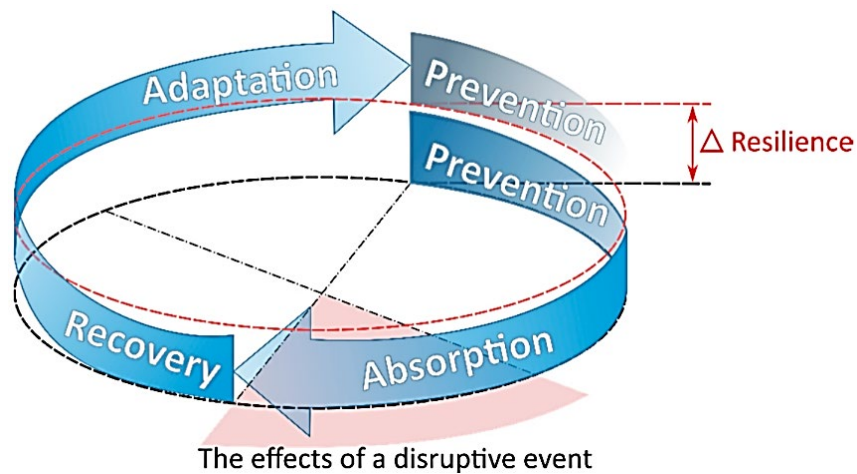 Adaptation
Prevention
Prevention
△ Resilience
Recovery
Absorption
The effects of a disruptive event